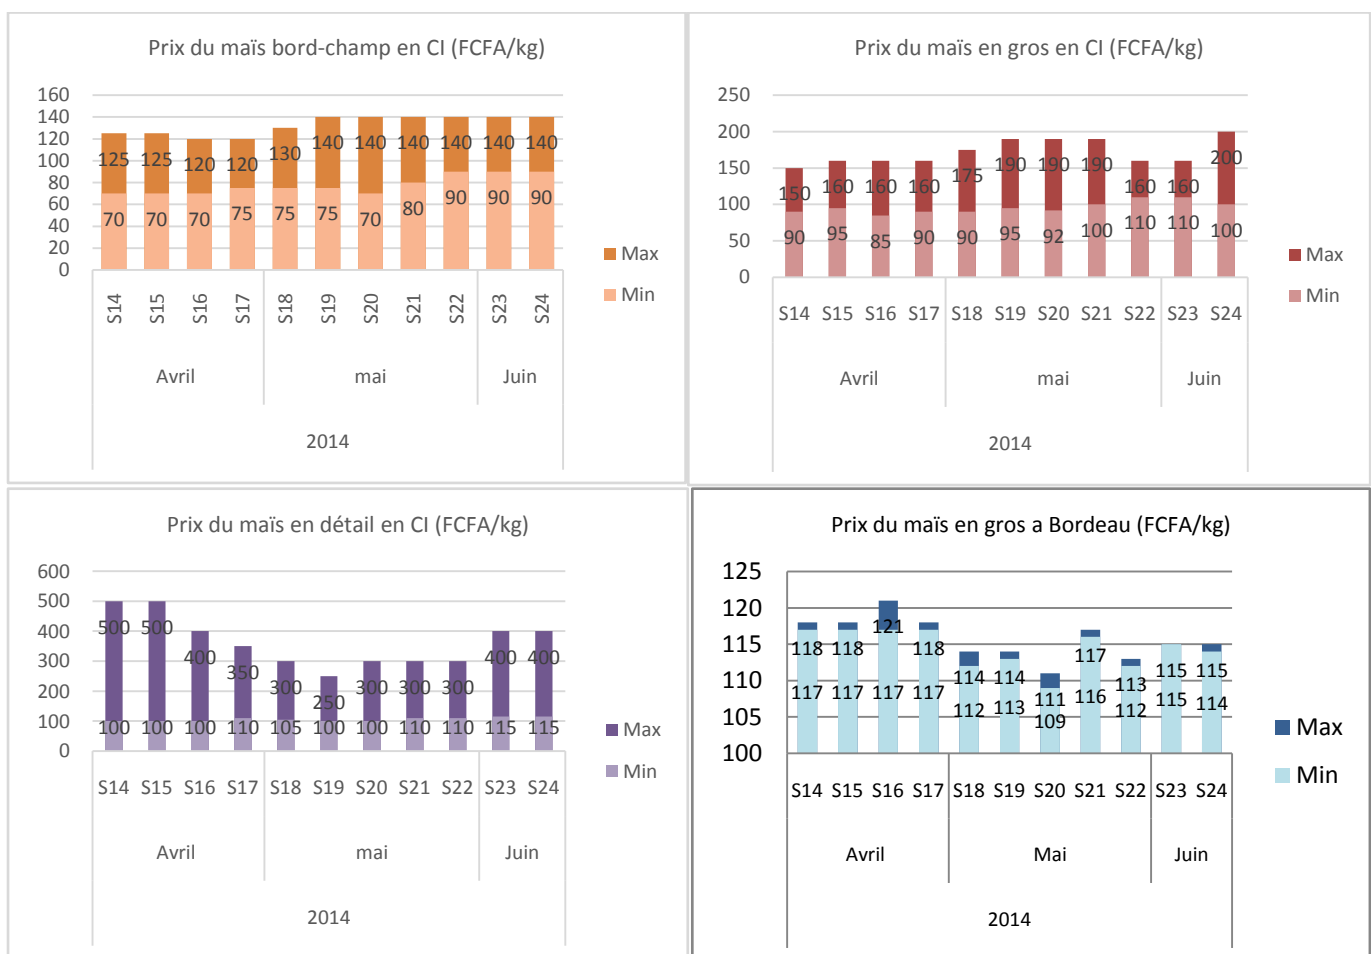 Prix du maïs bord-champ en CI (FCFA/kg)
160
140
120
100
80
60
40
20
0
125 125 120 120 130 140 140 140 140 140 140
70 70 70 75 75 75 70 80 90 90 90
Max
Min
S14 S15 S16 S17 S18 S19 S20 S21 S22 S23 S24
Avril mai Juin
2014
Prix du maïs en gros en CI (FCFA/kg)
250
200
150
100
50
0
150 160 160 160 175 190 190 190 160 160 200
90 95 85 90 90 95 92 100 110 110 100
Max
Min
S14 S15 S16 S17 S18 S19 S20 S21 S22 S23 S24
Avril mai Juin
2014
Prix du maïs en détail en CI (FCFA/kg)
600
500
400
300
200
100
0
500 500 400 350 300 250 300 300 300 400 400
100 100 100 110 105 100 100 110 110 115 115
Max
Min
S14 S15 S16 S17 S18 S19 S20 S21 S22 S23 S24
Avril mai Juin
2014
Prix du maïs en gros a Bordeau (FCFA/kg)
125
120
115
110
105
100
118 118 121 118 114 114 111 117 113 115 115
117 117 117 117 112 113 109 116 112 115 114
Max
Min
S14 S15 S16 S17 S18 S19 S20 S21 S22 S23 S24
Avril Mai Juin
2014